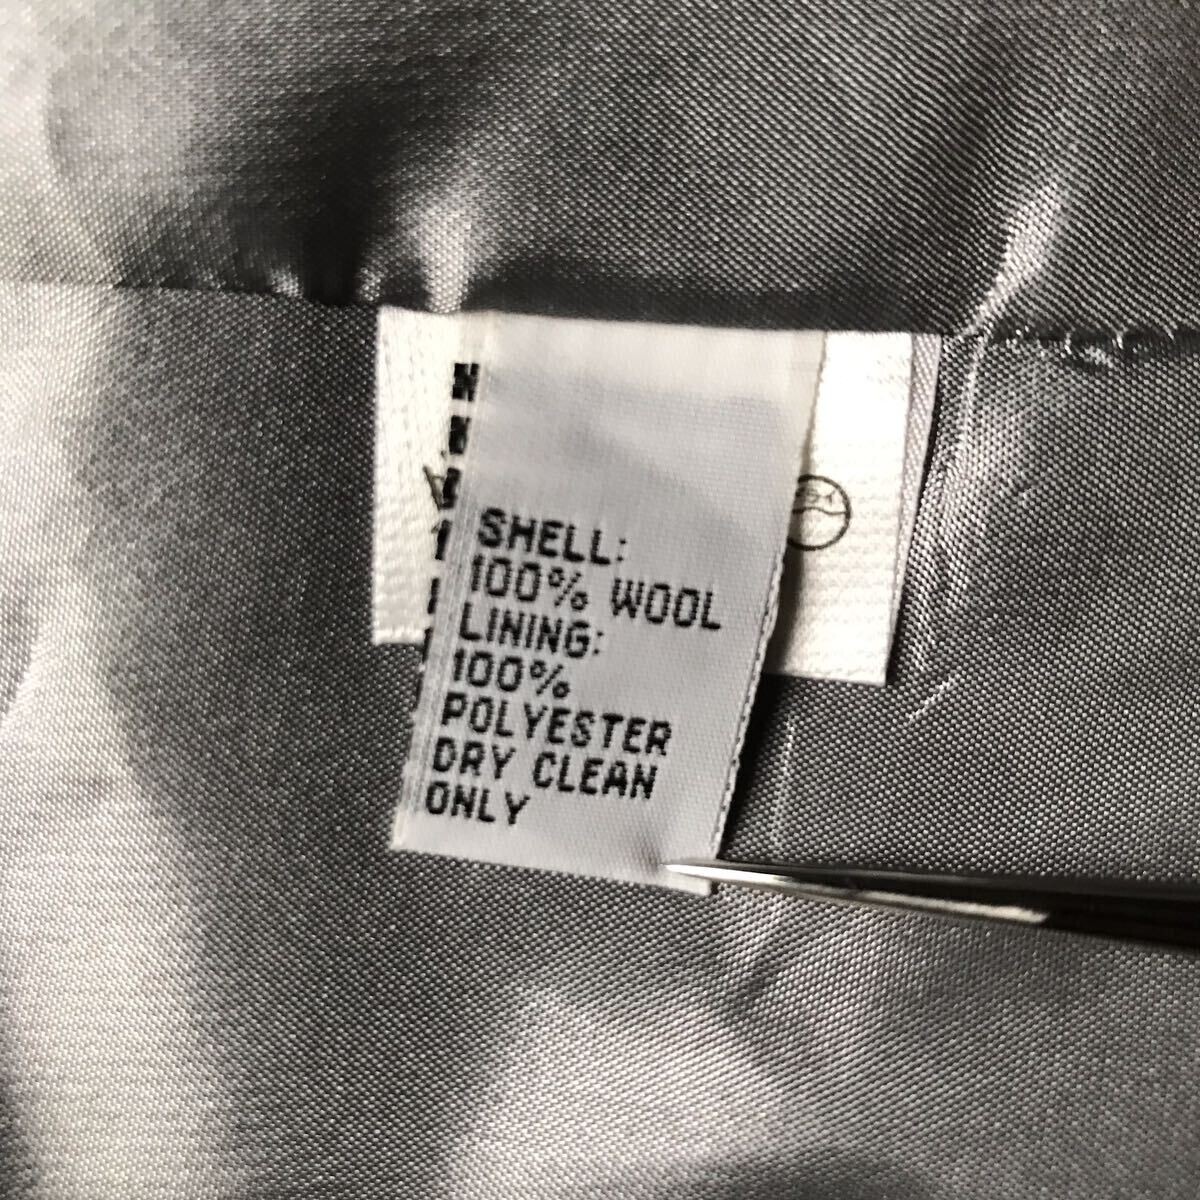 SHELL:
100% WOOL
LINING:
100%
POLYESTER
DRY CLEAN
ONLY